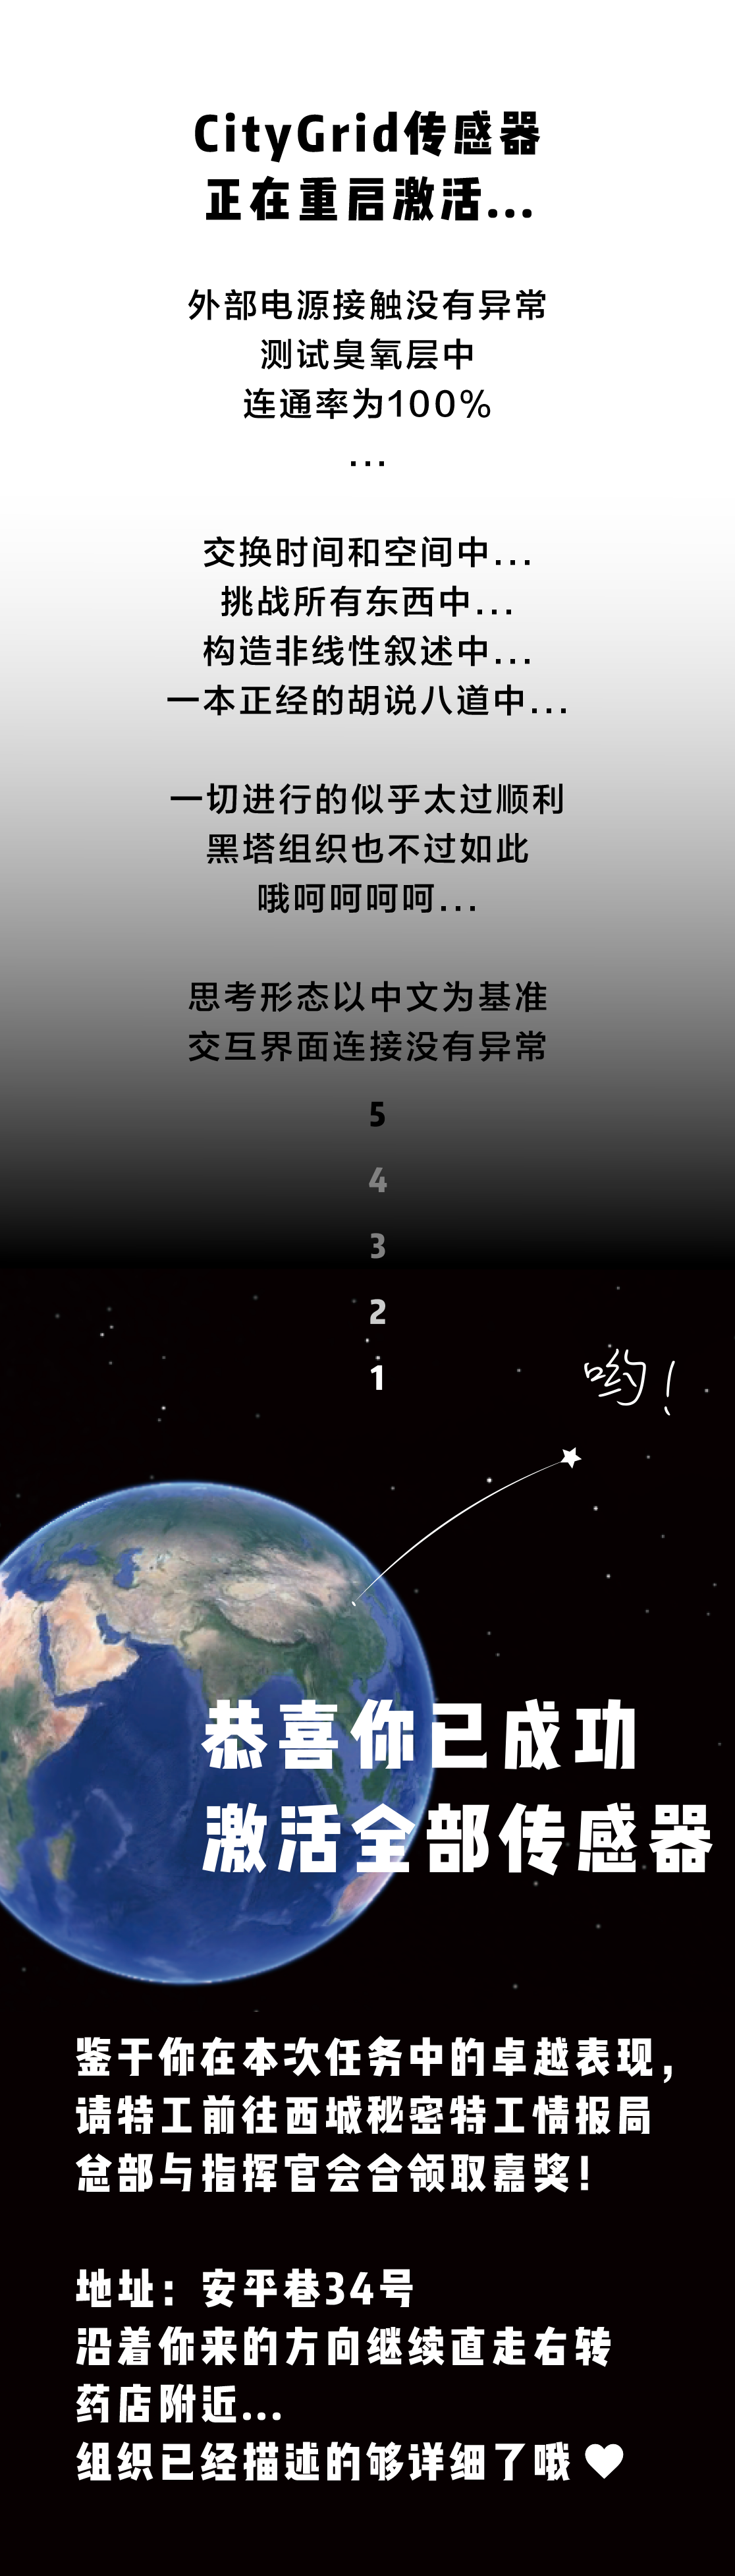 CityGrid传感器
正在重启激活...
外部电源接触没有异常
测试臭氧层中
连通率为100%
...
交换时间和空间中...
挑战所有东西中...
构造非线性叙述中...
一本正经的胡说八道中...
一切进行的似乎太过顺利
黑塔组织也不过如此
哦呵呵呵呵...
思考形态以中文为基准
交互界面连接没有异常
5
4
3
2
1
哟！
恭喜你已成功
激活全部传感器
鉴于你在本次任务中的卓越表现，
请特工前往西城秘密特工情报局
总部与指挥官会合领取嘉奖！
地址：安平巷34号
沿着你来的方向继续直走右转
药店附近...
组织已经描述的够详细了哦♥